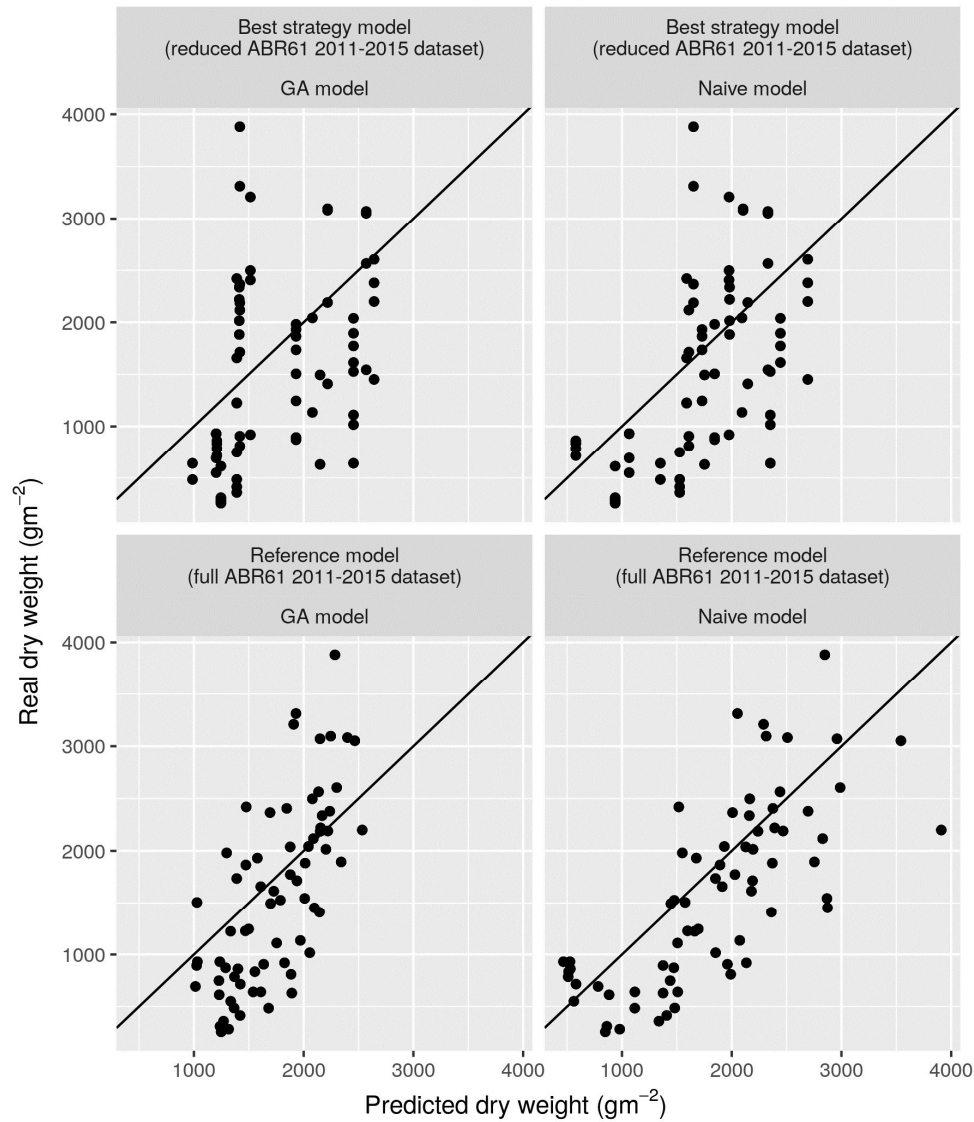 Best strategy model
(reduced ABR61 2011-2015 dataset)
GA model
Best strategy model
(reduced ABR61 2011-2015 dataset)
Naive model
4000
3000
2000
1000
Reference model
(full ABR61 2011-2015 dataset)
GA model
Reference model
(full ABR61 2011-2015 dataset)
Naive model
4000
3000
2000
1000
Real dry weight (gm⁻²)
1000 2000 3000 4000 1000 2000 3000 4000
Predicted dry weight (gm⁻²)